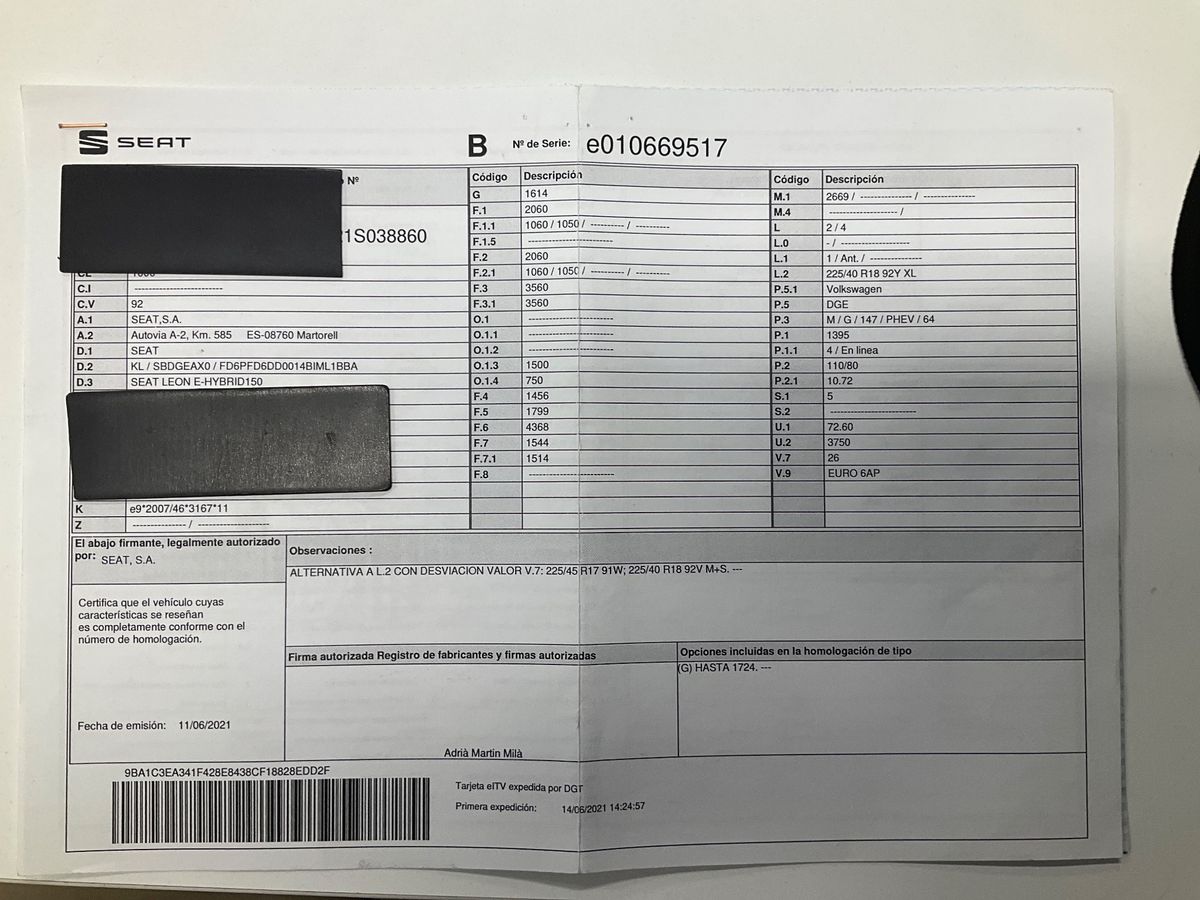 SEAT
B Nº de Serie: e010669517
Nº
1S038860
C.I ------------------------
C.V 92
A.1 SEAT,S.A.
A.2 Autovia A-2, Km. 585 ES-08760 Martorell
D.1 SEAT
D.2 KL / SBDGEAX0 / FD6PFD6DD0014BIML1BBA
D.3 SEAT LEON E-HYBRID150
K e9*2007/46*3167*11
Z --------------- / --------------------
Código Descripción
G 1614
F.1 2060
F.1.1 1060 / 1050 / --------- / ---------
F.1.5 -----------------------
F.2 2060
F.2.1 1060 / 1050 / --------- / ---------
F.3 3560
F.3.1 3560
O.1 -----------------------
O.1.1 -----------------------
O.1.2 -----------------------
O.1.3 1500
O.1.4 750
F.4 1456
F.5 1799
F.6 4368
F.7 1544
F.7.1 1514
F.8 -----------------------
Código Descripción
M.1 2669 / -------------- / --------------
M.4 ------------------- /
L 2 / 4
L.0 - / -------------------
L.1 1 / Ant. / --------------
L.2 225/40 R18 92Y XL
P.5.1 Volkswagen
P.5 DGE
P.3 M / G / 147 / PHEV / 64
P.1 1395
P.1.1 4 / En linea
P.2 110/80
P.2.1 10.72
S.1 5
S.2 -----------------------
U.1 72.60
U.2 3750
V.7 26
V.9 EURO 6AP
El abajo firmante, legalmente autorizado
por: SEAT, S.A.
Certifica que el vehículo cuyas
características se reseñan
es completamente conforme con el
número de homologación.
Fecha de emisión: 11/06/2021
Observaciones :
ALTERNATIVA A L.2 CON DESVIACION VALOR V.7: 225/45 R17 91W; 225/40 R18 92V M+S. ---
Firma autorizada Registro de fabricantes y firmas autorizadas
Adrià Martin Milà
Opciones incluidas en la homologación de tipo
(G) HASTA 1724. ---
9BA1C3EA341F428E8438CF18828EDD2F
Tarjeta eITV expedida por DGT
Primera expedición: 14/06/2021 14:24:57